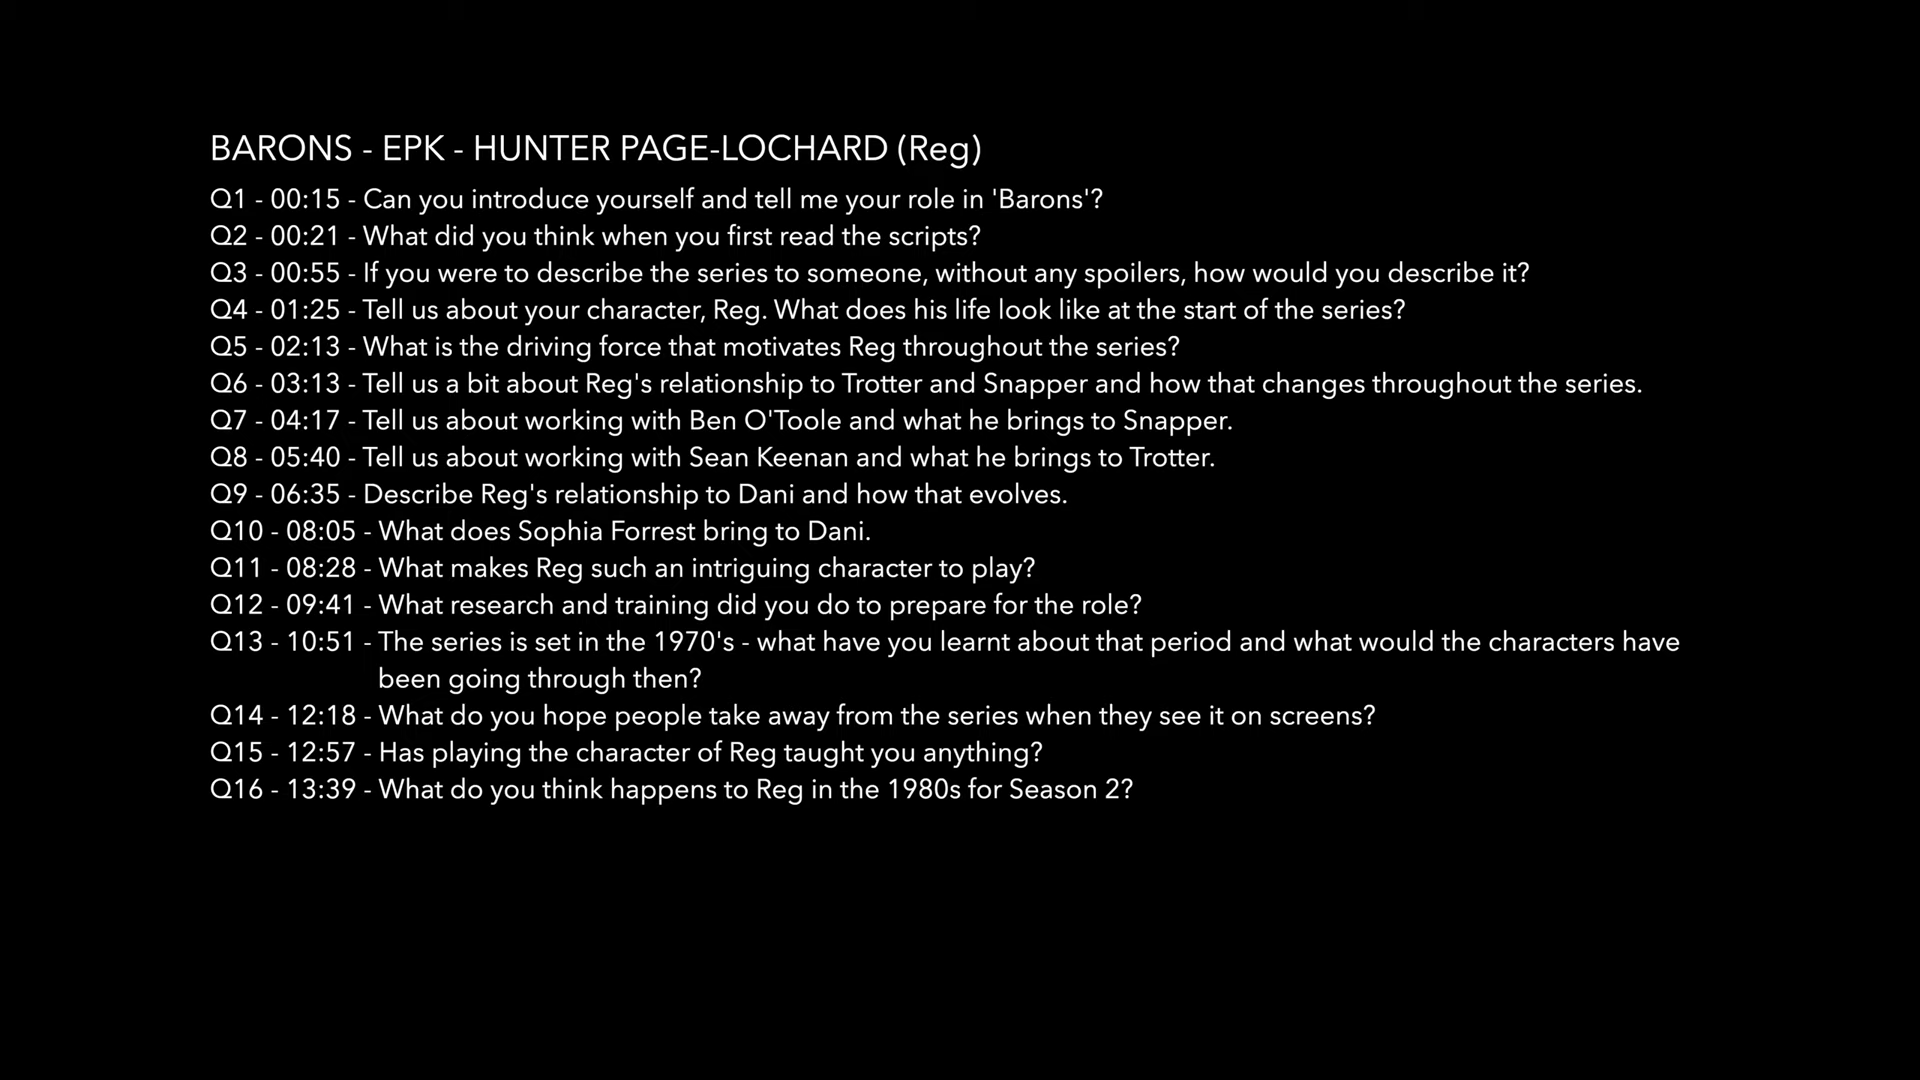 BARONS - EPK - HUNTER PAGE-LOCHARD (Reg)
Q1 - 00:15 - Can you introduce yourself and tell me your role in 'Barons'?
Q2 - 00:21 - What did you think when you first read the scripts?
Q3 - 00:55 - If you were to describe the series to someone, without any spoilers, how would you describe it?
Q4 - 01:25 - Tell us about your character, Reg. What does his life look like at the start of the series?
Q5 - 02:13 - What is the driving force that motivates Reg throughout the series?
Q6 - 03:13 - Tell us a bit about Reg's relationship to Trotter and Snapper and how that changes throughout the series.
Q7 - 04:17 - Tell us about working with Ben O'Toole and what he brings to Snapper.
Q8 - 05:40 - Tell us about working with Sean Keenan and what he brings to Trotter.
Q9 - 06:35 - Describe Reg's relationship to Dani and how that evolves.
Q10 - 08:05 - What does Sophia Forrest bring to Dani.
Q11 - 08:28 - What makes Reg such an intriguing character to play?
Q12 - 09:41 - What research and training did you do to prepare for the role?
Q13 - 10:51 - The series is set in the 1970's - what have you learnt about that period and what would the characters have
been going through then?
Q14 - 12:18 - What do you hope people take away from the series when they see it on screens?
Q15 - 12:57 - Has playing the character of Reg taught you anything?
Q16 - 13:39 - What do you think happens to Reg in the 1980s for Season 2?